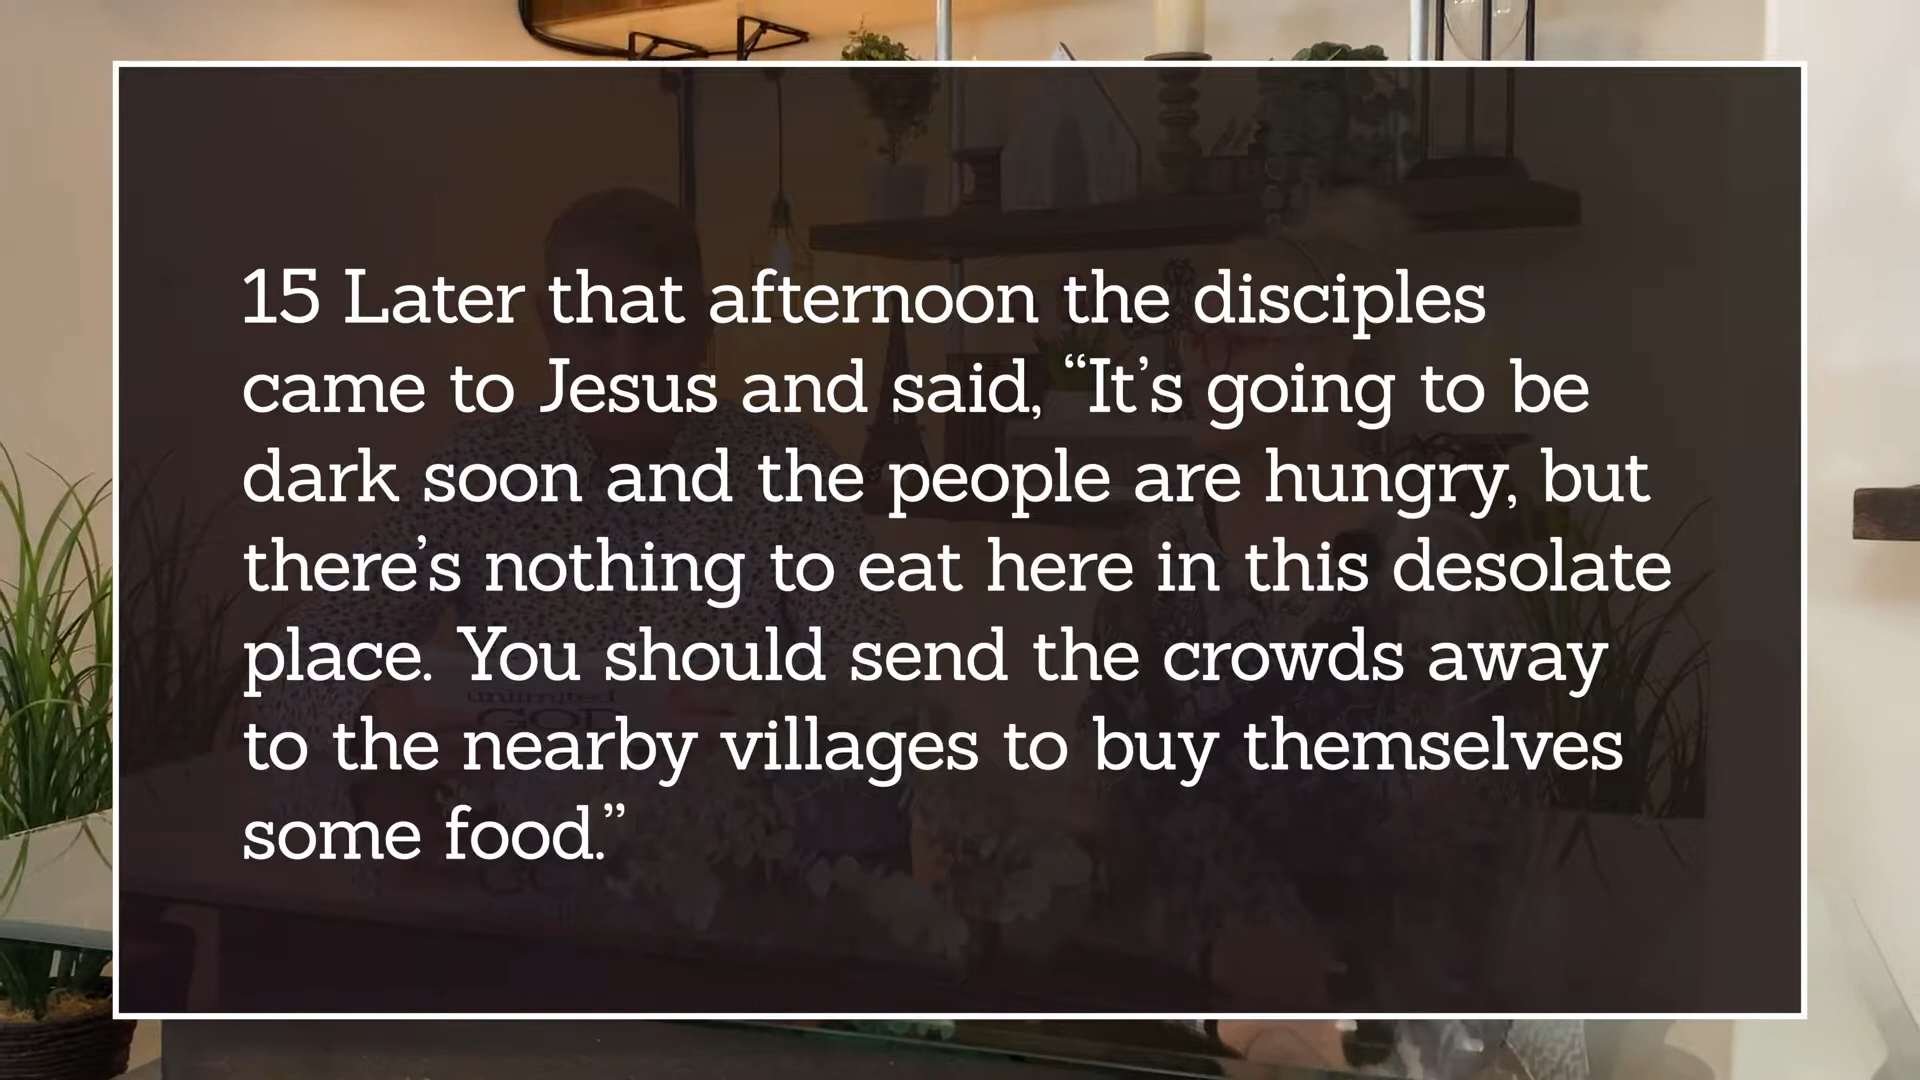 15 Later that afternoon the disciples
came to Jesus and said, “It’s going to be
dark soon and the people are hungry, but
there’s nothing to eat here in this desolate
place. You should send the crowds away
to the nearby villages to buy themselves
some food.”
unlimited
GOD